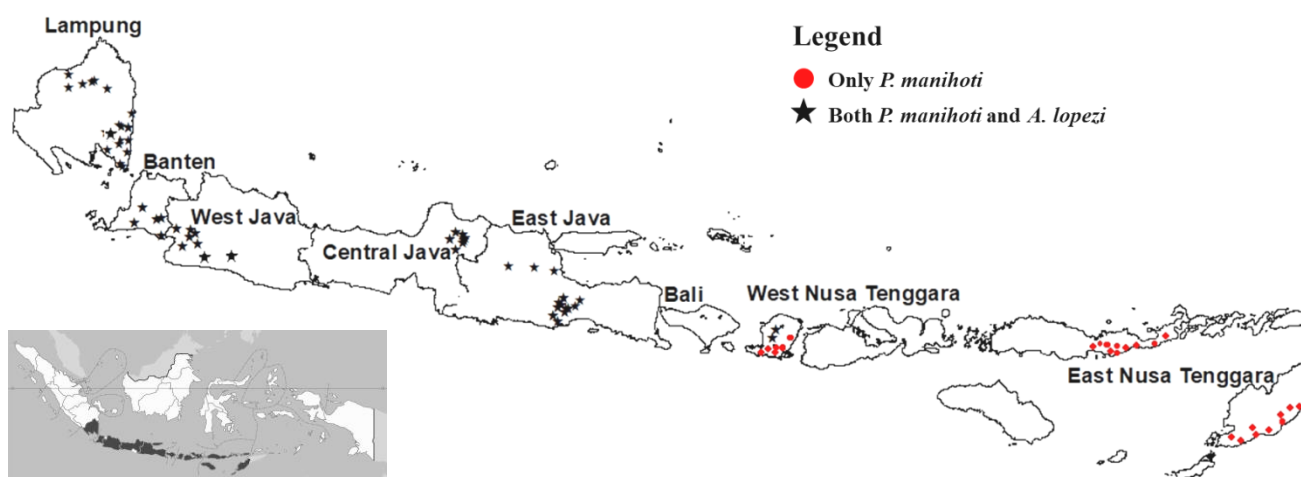 Lampung
Legend
Only P. manihoti
Both P. manihoti and A. lopezi
Banten
West Java
East Java
Central Java
Bali
West Nusa Tenggara
East Nusa Tenggara